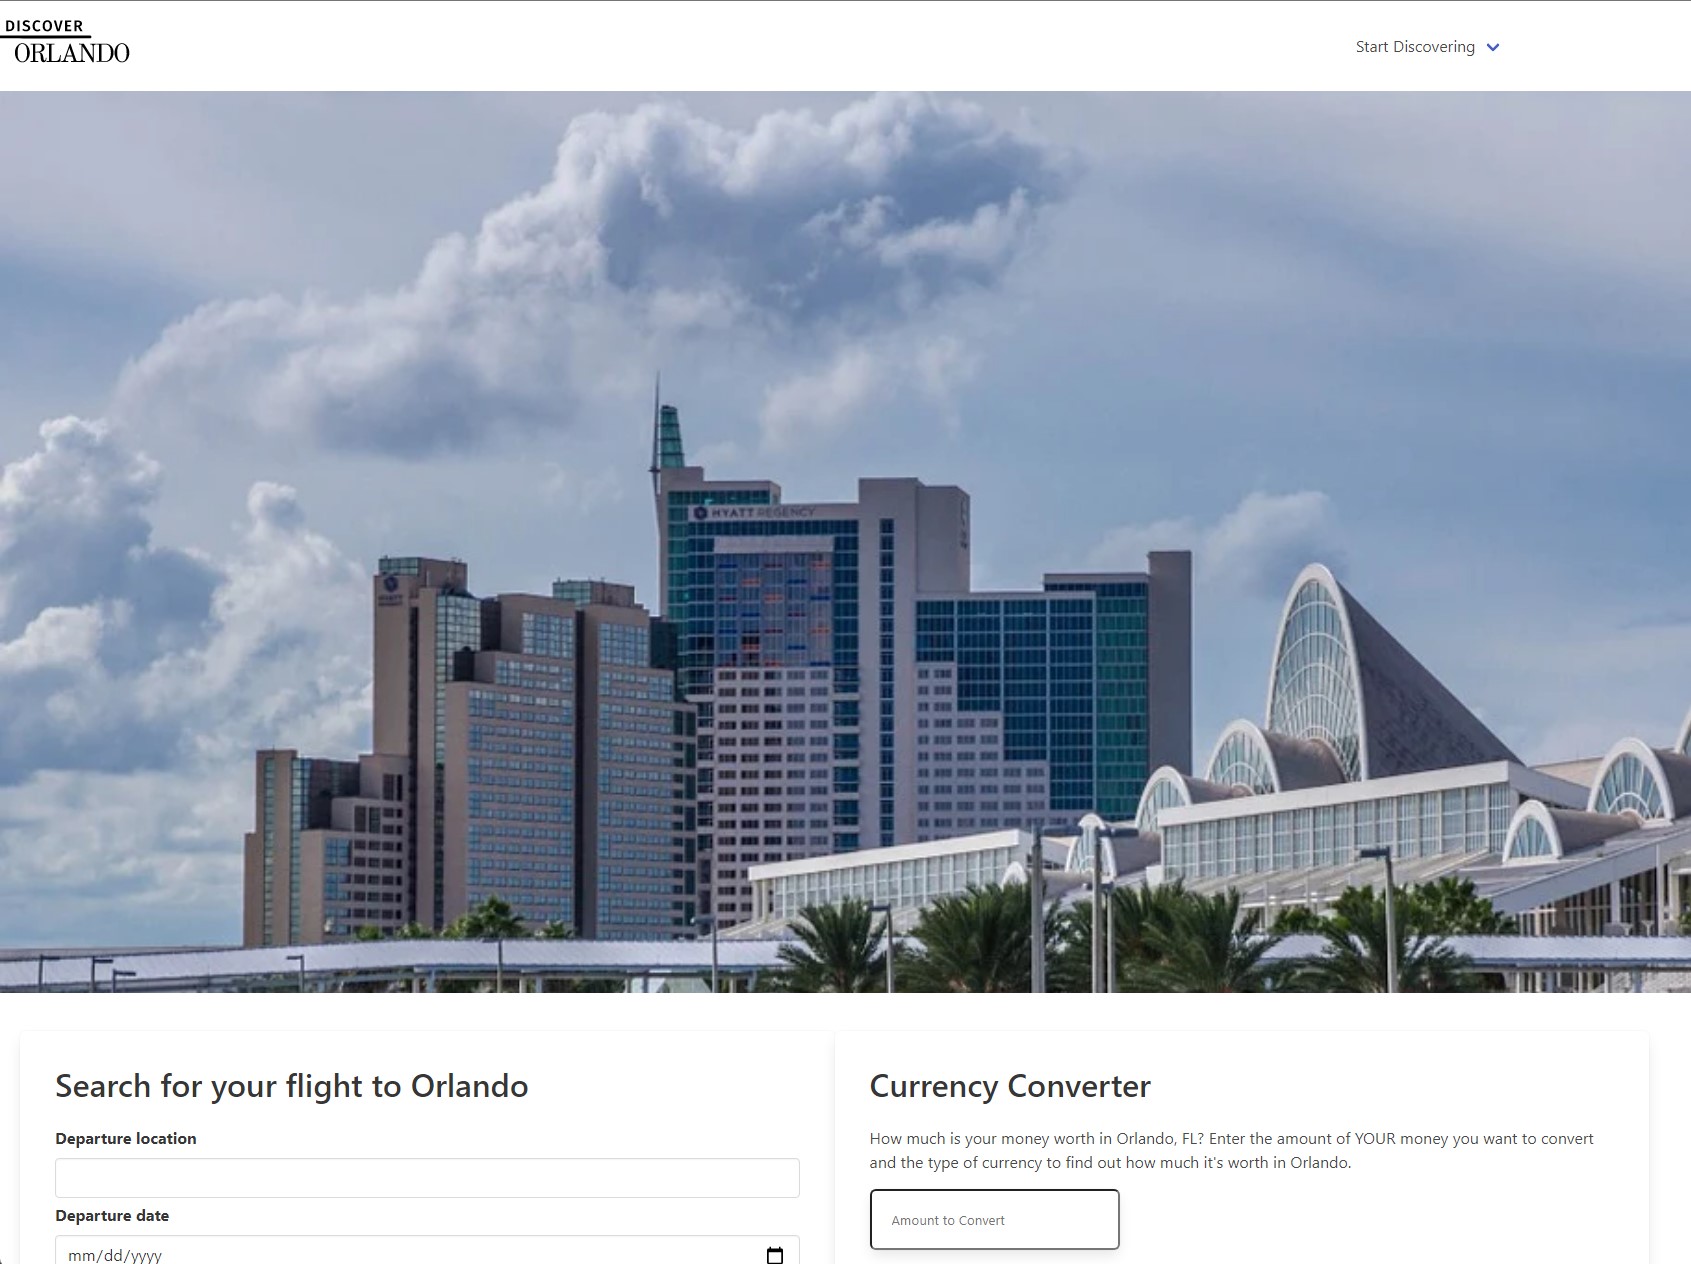 DISCOVER
ORLANDO
Start Discovering
HYATT REGENCY
Search for your flight to Orlando
Departure location
Departure date
mm/dd/yyyy
Currency Converter
How much is your money worth in Orlando, FL? Enter the amount of YOUR money you want to convert
and the type of currency to find out how much it's worth in Orlando.
Amount to Convert